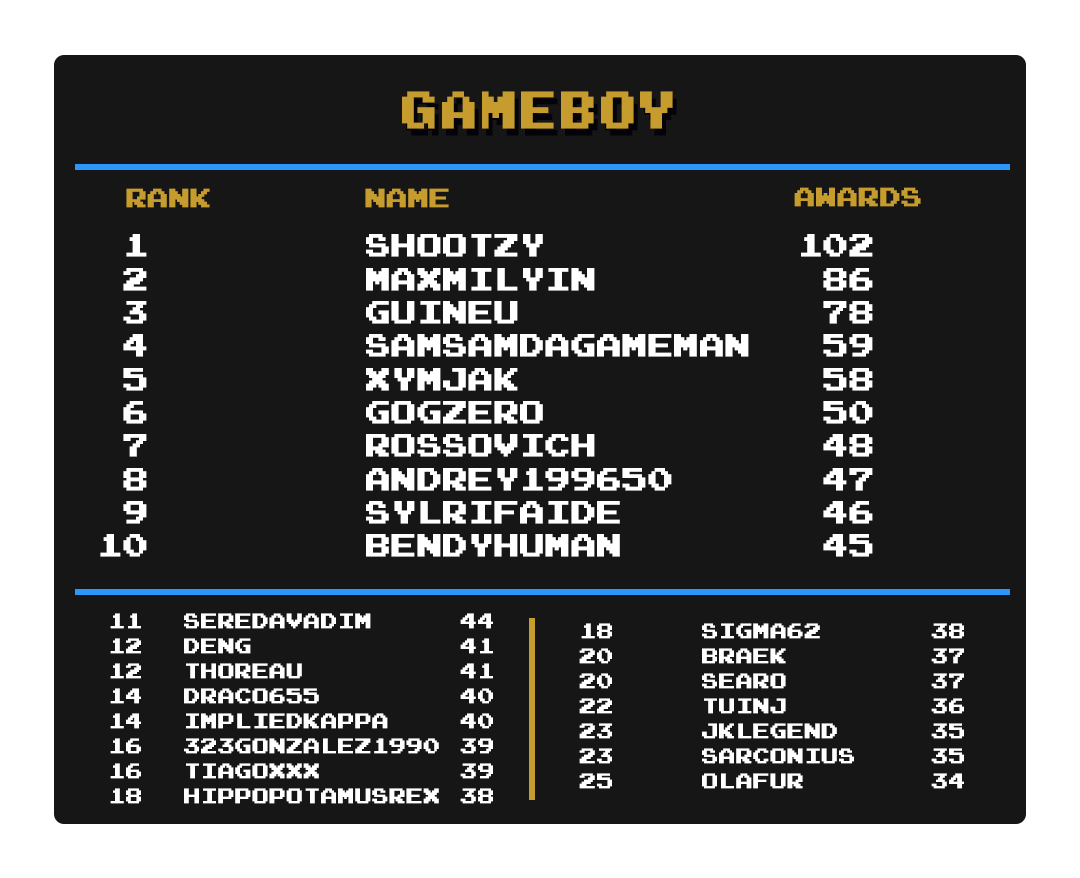 GAMEBOY
RANK NAME AWARDS
1 SHOOTZY 102
2 MAXMILYIN 86
3 GUINEU 78
4 SAMSAMDAGAMEMAN 59
5 XYMJAK 58
6 GOGZERO 50
7 ROSSOVICH 48
8 ANDREY199650 47
9 SYLRIFAIDE 46
10 BENDYHUMAN 45
11 SEREDAVADIM 44
12 DENG 41
12 THOREAU 41
14 DRACO655 40
14 IMPLIEDKAPPA 40
16 323GONZALEZ1990 39
16 TIAGOXXX 39
18 HIPPOPOTAMUSREX 38
18 SIGMA62 38
20 BRAEK 37
20 SEARO 37
22 TUINJ 36
23 JKLEGEND 35
23 SARCONIUS 35
25 OLAFUR 34